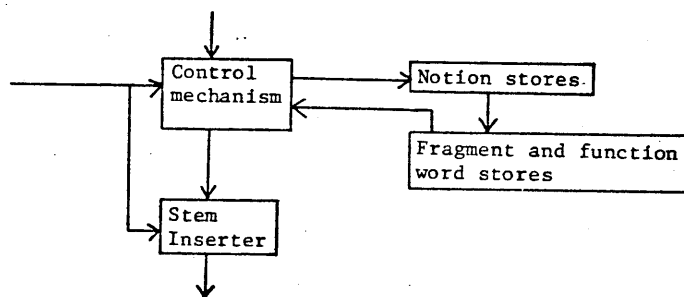 Control
mechanism
Notion stores
Fragment and function
word stores
Stem
Inserter